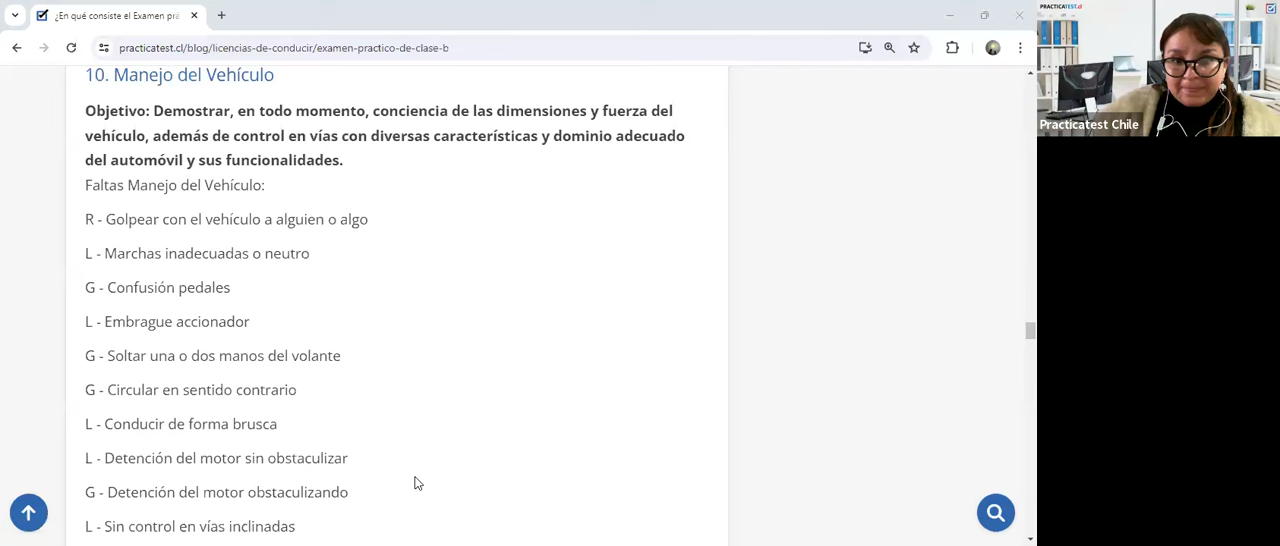 ¿En qué consiste el Examen prá
practicatest.cl/blog/licencias-de-conducir/examen-practico-de-clase-b
PRACTICATEST.cl
Practicatest Chile
10. Manejo del Vehículo
Objetivo: Demostrar, en todo momento, conciencia de las dimensiones y fuerza del
vehículo, además de control en vías con diversas características y dominio adecuado
del automóvil y sus funcionalidades.
Faltas Manejo del Vehículo:
R - Golpear con el vehículo a alguien o algo
L - Marchas inadecuadas o neutro
G - Confusión pedales
L - Embrague accionador
G - Soltar una o dos manos del volante
G - Circular en sentido contrario
L - Conducir de forma brusca
L - Detención del motor sin obstaculizar
G - Detención del motor obstaculizando
L - Sin control en vías inclinadas